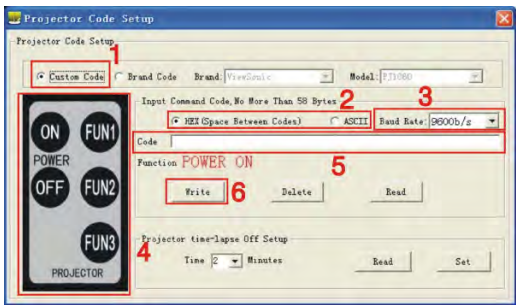 Projector Code Setup
Projector Code Setup
1
Custom Code Brand Code Brand: ViewSonic Model: PJ1060
Input Command Code,No More Than 58 Bytes
2
3
HEX(Space Between Codes) ASCII Baud Rate: 9600b/s
Code
Function POWER ON
5
Write 6 Delete Read
ON FUN1
POWER
OFF FUN2
FUN3
PROJECTOR
4
Projector time-lapse Off Setup
Time 2 Minutes Read Set